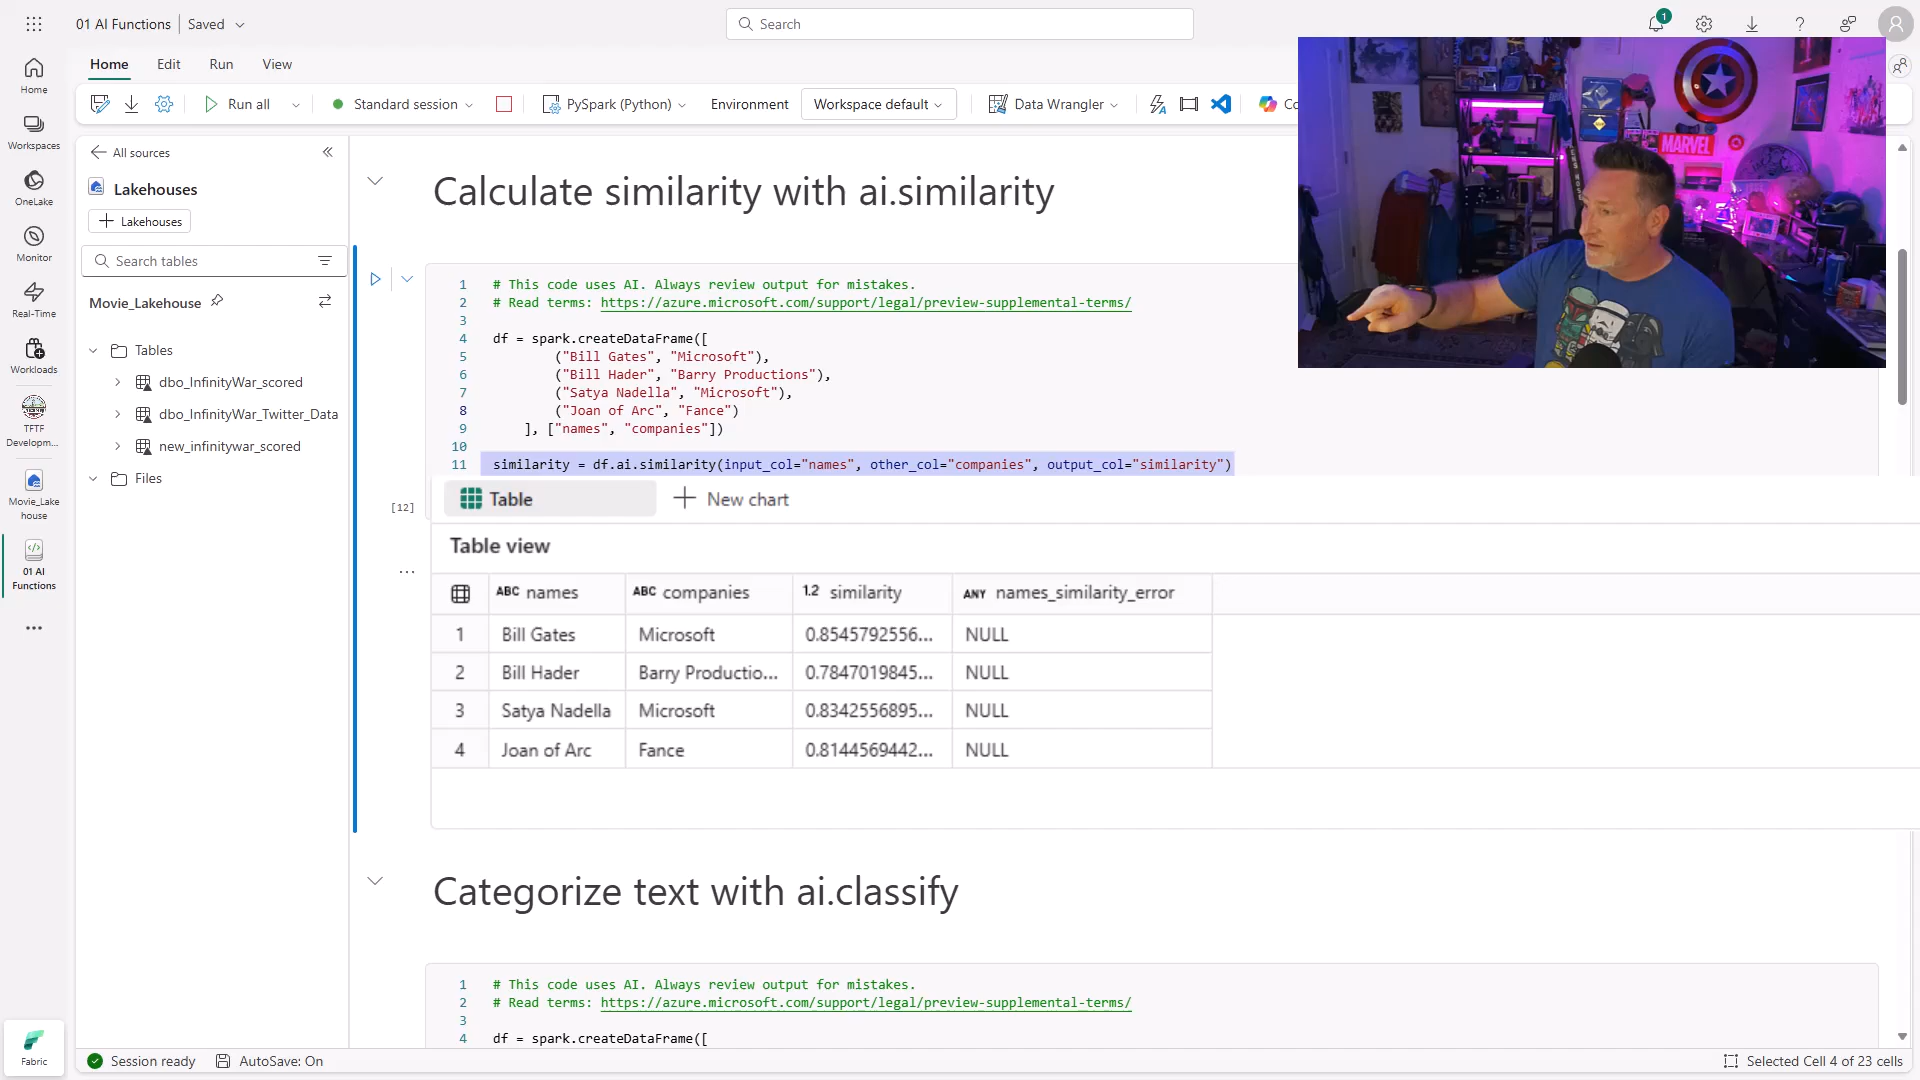 01 AI Functions
Saved
Search
1
Home
Edit
Run
View
Run all
Standard session
PySpark (Python)
Environment
Workspace default
Data Wrangler
Co
Home
Workspaces
OneLake
Monitor
Real-Time
Workloads
TFTF
Developm...
Movie_Lake
house
01 AI
Functions
Fabric
All sources
Lakehouses
Lakehouses
Search tables
Movie_Lakehouse
Tables
dbo_InfinityWar_scored
dbo_InfinityWar_Twitter_Data
new_infinitywar_scored
Files
Calculate similarity with ai.similarity
MARVEL
1 # This code uses AI. Always review output for mistakes.
2 # Read terms: https://azure.microsoft.com/support/legal/preview-supplemental-terms/
3
4 df = spark.createDataFrame([
5 ("Bill Gates", "Microsoft"),
6 ("Bill Hader", "Barry Productions"),
7 ("Satya Nadella", "Microsoft"),
8 ("Joan of Arc", "Fance")
9 ], ["names", "companies"])
10
11 similarity = df.ai.similarity(input_col="names", other_col="companies", output_col="similarity")
[12]
Table
New chart
Table view
ABC names ABC companies 1.2 similarity ANY names_similarity_error
1 Bill Gates Microsoft 0.8545792556... NULL
2 Bill Hader Barry Productio... 0.7847019845... NULL
3 Satya Nadella Microsoft 0.8342556895... NULL
4 Joan of Arc Fance 0.8144569442... NULL
Categorize text with ai.classify
1 # This code uses AI. Always review output for mistakes.
2 # Read terms: https://azure.microsoft.com/support/legal/preview-supplemental-terms/
3
4 df = spark.createDataFrame([
Session ready
AutoSave: On
Selected Cell 4 of 23 cells